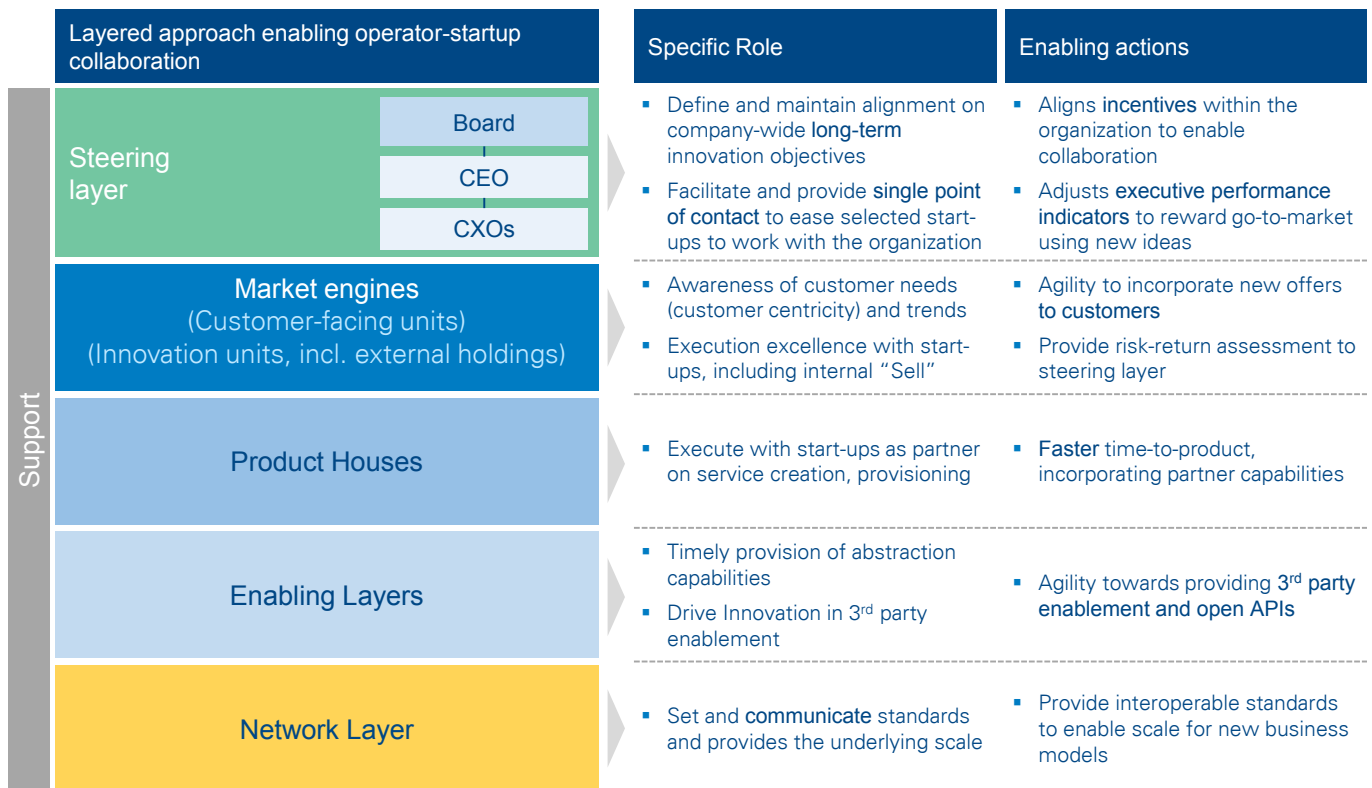 Layered approach enabling operator-startup
collaboration
Specific Role
Enabling actions
Support
Steering
layer
Board
CEO
CXOs
▪ Define and maintain alignment on
company-wide long-term
innovation objectives
▪ Facilitate and provide single point
of contact to ease selected start-
ups to work with the organization
▪ Aligns incentives within the
organization to enable
collaboration
▪ Adjusts executive performance
indicators to reward go-to-market
using new ideas
Market engines
(Customer-facing units)
(Innovation units, incl. external holdings)
▪ Awareness of customer needs
(customer centricity) and trends
▪ Execution excellence with start-
ups, including internal “Sell”
▪ Agility to incorporate new offers
to customers
▪ Provide risk-return assessment to
steering layer
Product Houses
▪ Execute with start-ups as partner
on service creation, provisioning
▪ Faster time-to-product,
incorporating partner capabilities
Enabling Layers
▪ Timely provision of abstraction
capabilities
▪ Drive Innovation in 3rd party
enablement
▪ Agility towards providing 3rd party
enablement and open APIs
Network Layer
▪ Set and communicate standards
and provides the underlying scale
▪ Provide interoperable standards
to enable scale for new business
models